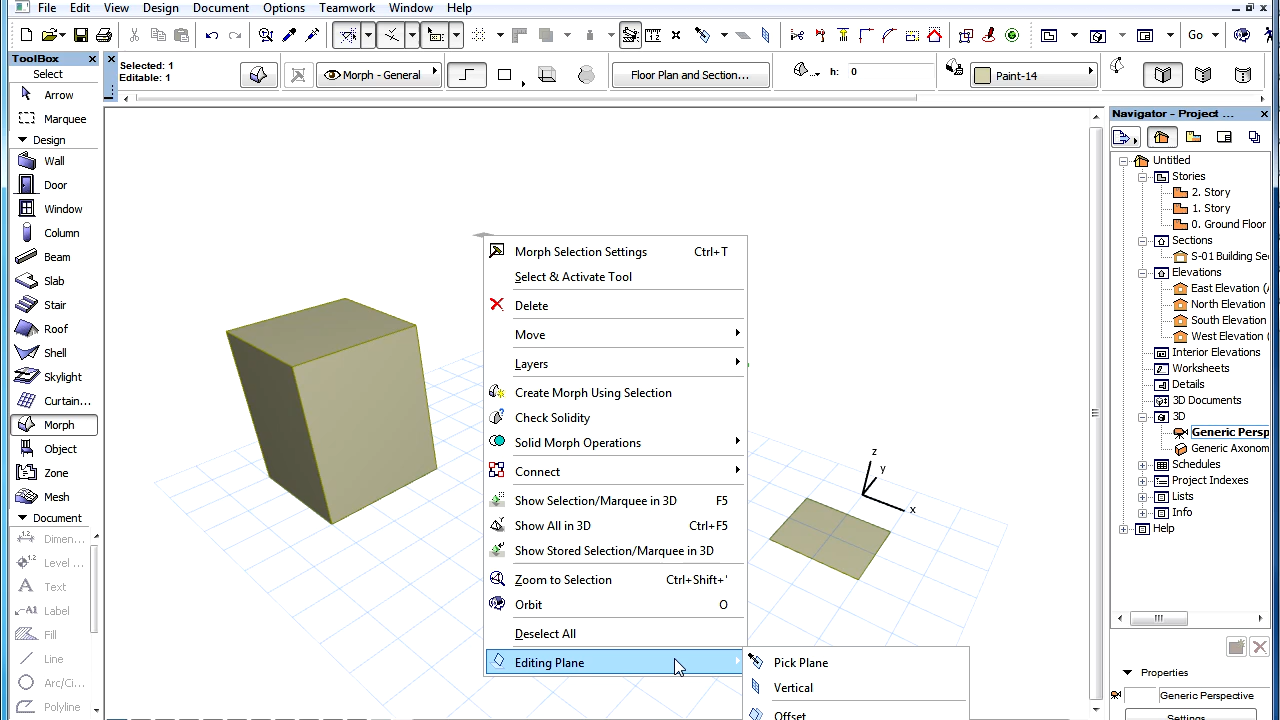 File Edit View Design Document Options Teamwork Window Help
Go
ToolBox
Select
Arrow
Marquee
Design
Wall
Door
Window
Column
Beam
Slab
Stair
Roof
Shell
Skylight
Curtain...
Morph
Object
Zone
Mesh
Document
Dimen...
Level ...
Text
Label
Fill
Line
Arc/Ci...
Polyline
Selected: 1
Editable: 1
Morph - General
Floor Plan and Section...
h: 0
Paint-14
Morph Selection Settings Ctrl+T
Select & Activate Tool
Delete
Move
Layers
Create Morph Using Selection
Check Solidity
Solid Morph Operations
Connect
Show Selection/Marquee in 3D F5
Show All in 3D Ctrl+F5
Show Stored Selection/Marquee in 3D
Zoom to Selection Ctrl+Shift+'
Orbit O
Deselect All
Editing Plane
Pick Plane
Vertical
Offset
z
y
x
Navigator - Project ...
Untitled
Stories
2. Story
1. Story
0. Ground Floor
Sections
S-01 Building Se
Elevations
East Elevation (
North Elevation
South Elevation
West Elevation (
Interior Elevations
Worksheets
Details
3D Documents
3D
Generic Persp
Generic Axonom
Schedules
Project Indexes
Lists
Info
Help
Properties
Generic Perspective
Settings...